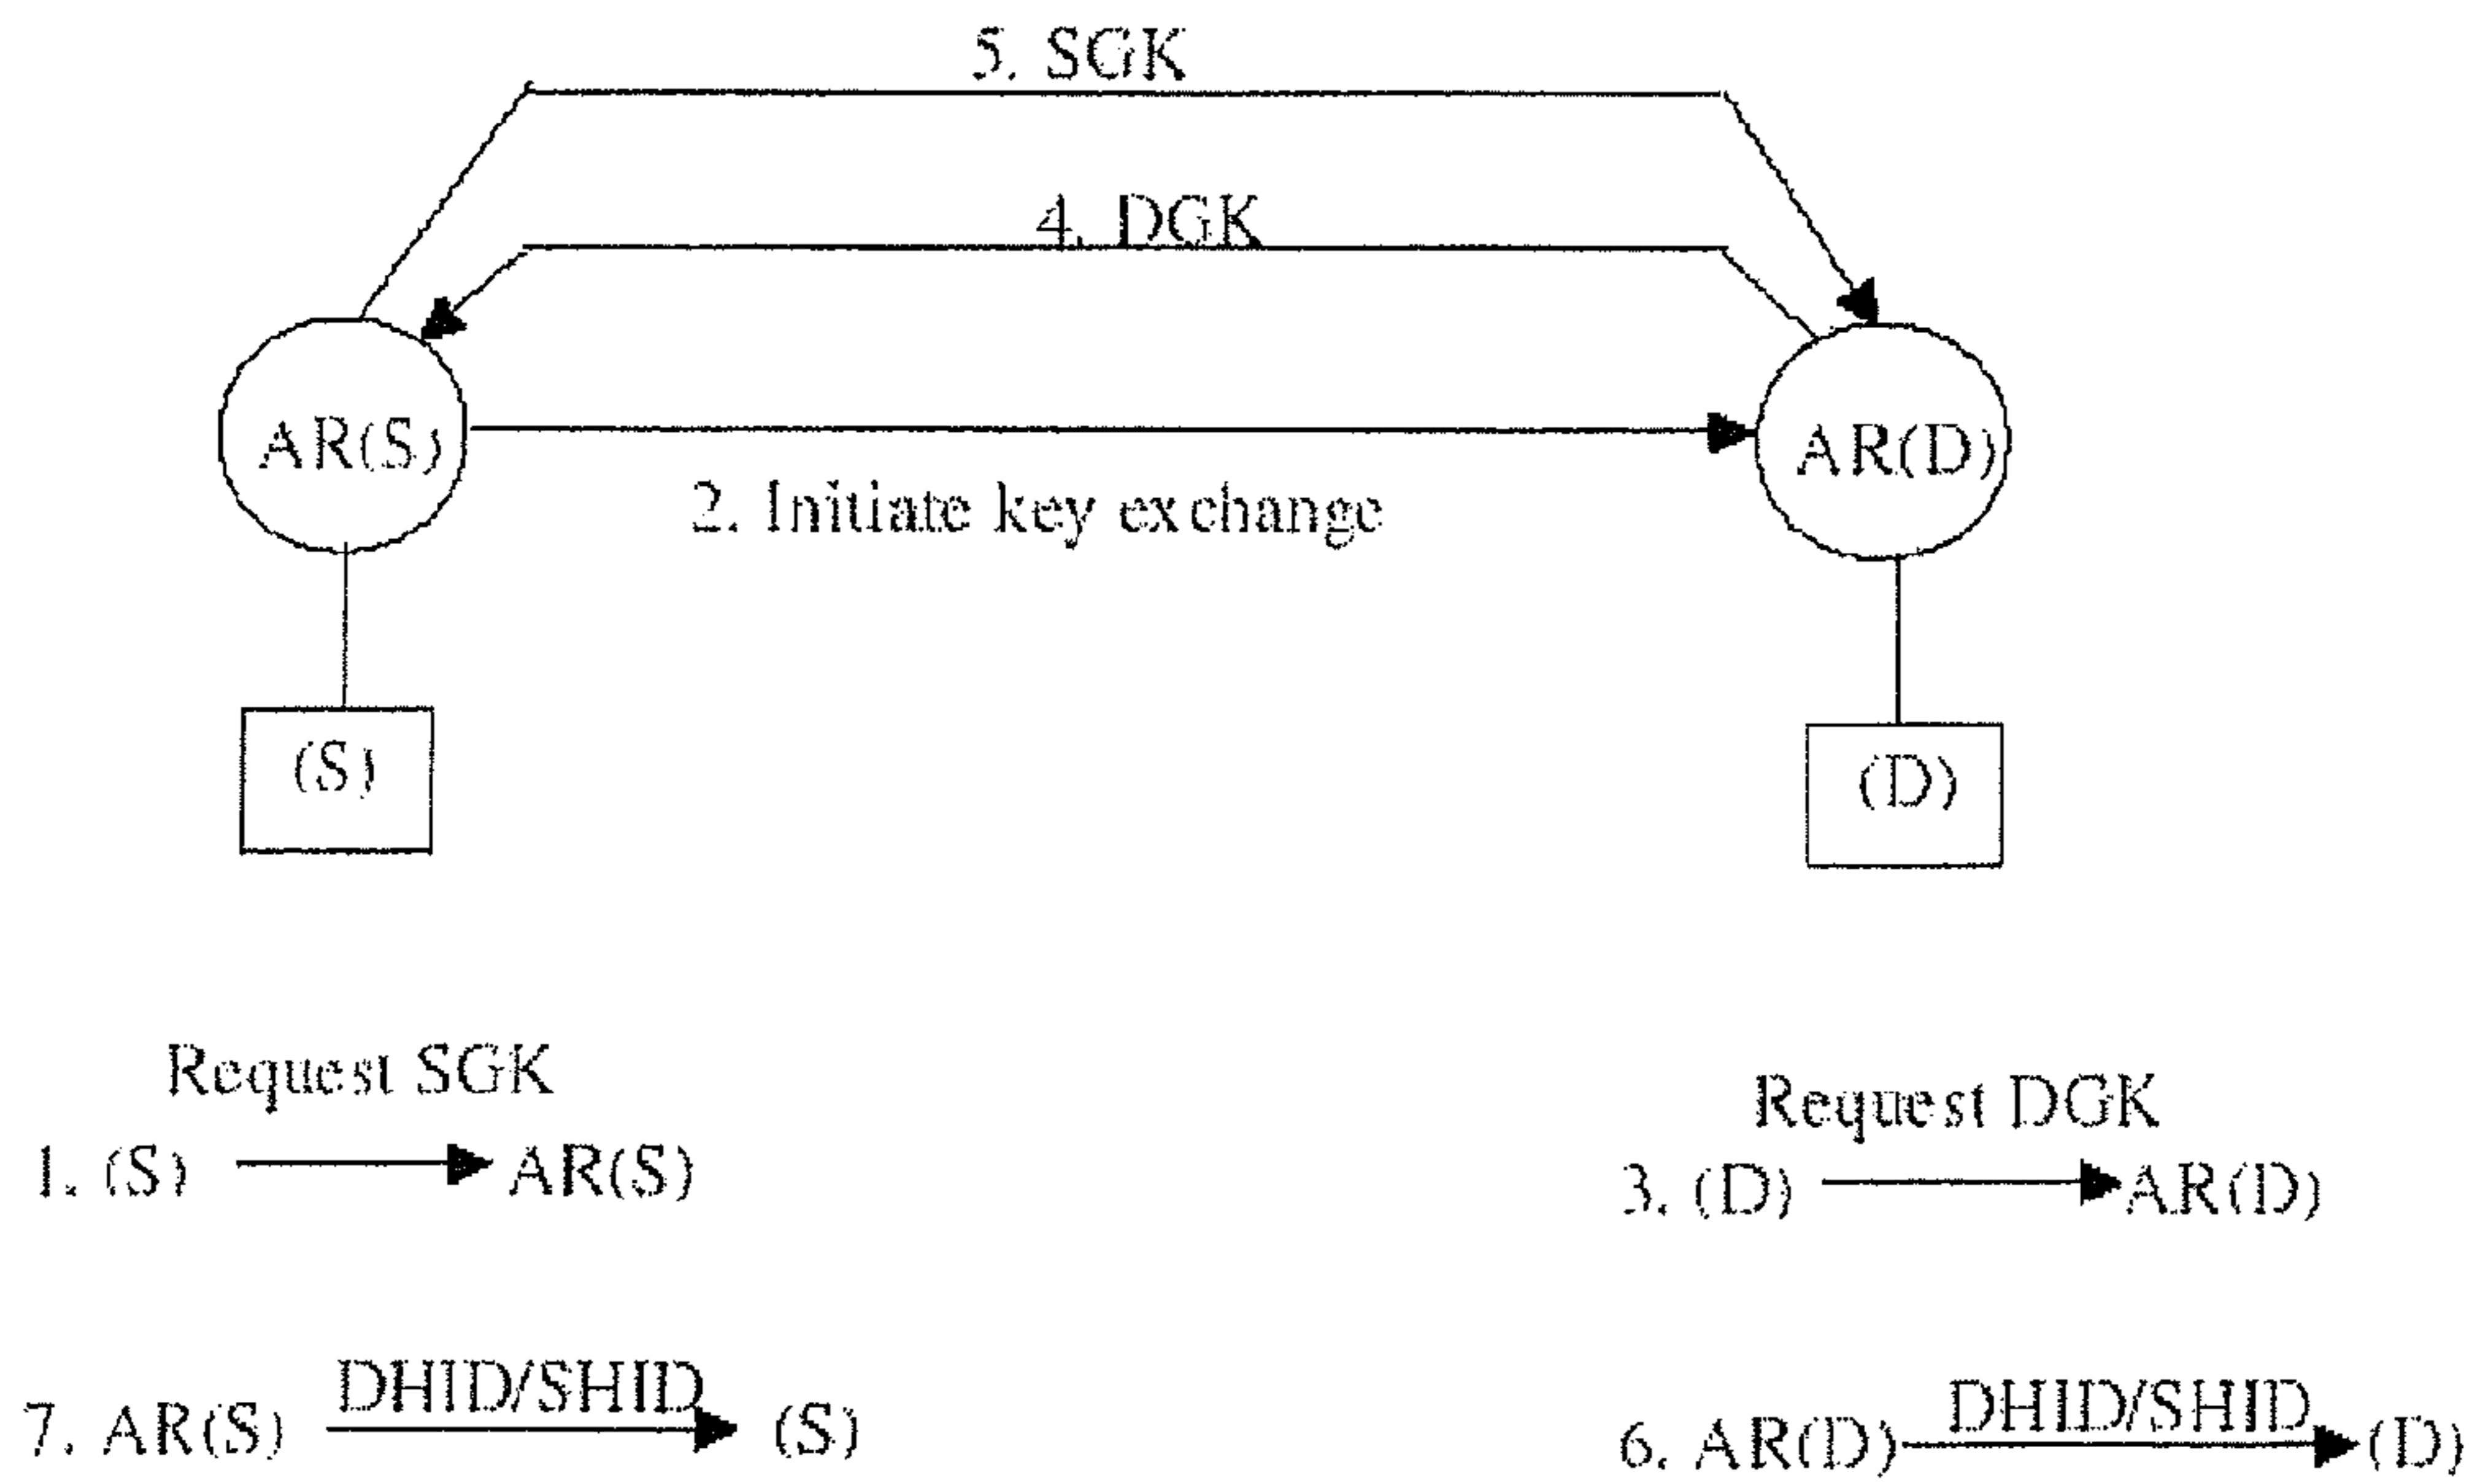 5. SGK
4. DGK
AR(S)
AR(D)
2. Initiate key exchange
(S)
(D)
Request SGK
1. (S) AR(S)
Request DGK
3. (D) AR(D)
DHID/SHID
7. AR(S) (S)
DHID/SHID
6. AR(D) (D)